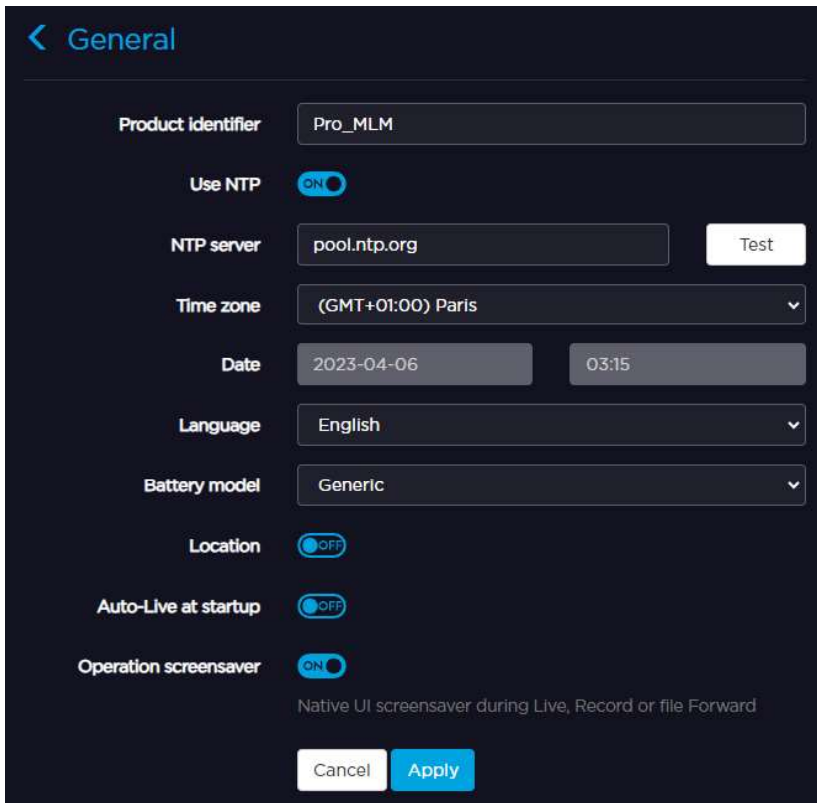 General
Product identifier Pro_MLM
Use NTP ON
NTP server pool.ntp.org Test
Time zone (GMT+01:00) Paris
Date 2023-04-06 03:15
Language English
Battery model Generic
Location OFF
Auto-Live at startup OFF
Operation screensaver ON
Native UI screensaver during Live, Record or file Forward
Cancel Apply